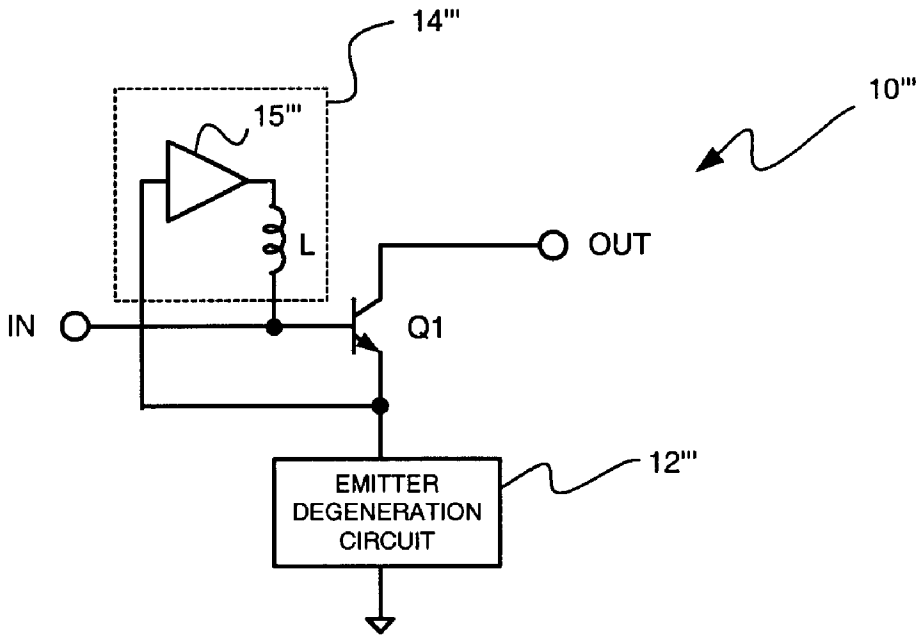 14'''
10'''
15'''
L
OUT
IN
Q1
12'''
EMITTER
DEGENERATION
CIRCUIT